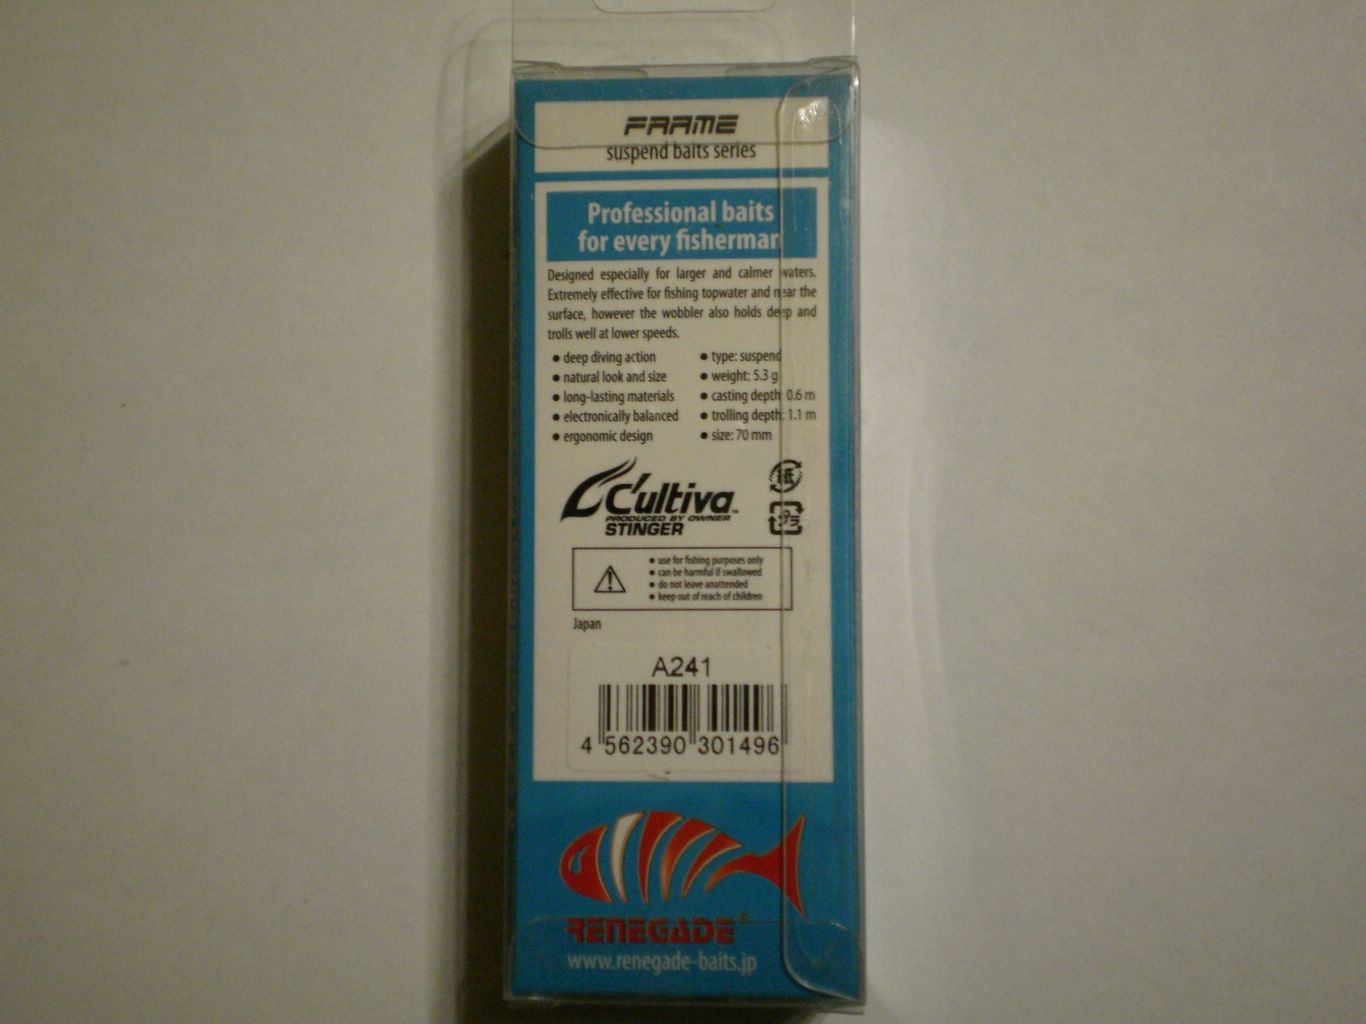 FRAME
suspend baits series
Professional baits
for every fisherman
Designed especially for larger and calmer waters.
Extremely effective for fishing topwater and near the
surface, however the wobbler also holds deep and
trolls well at lower speeds.
● deep diving action
● natural look and size
● long-lasting materials
● electronically balanced
● ergonomic design
● type: suspend
● weight: 5.3 g
● casting depth: 0.6 m
● trolling depth: 1.1 m
● size: 70 mm
C'ultiva™
PRODUCED BY OWNER
STINGER
紙
プラ
● use for fishing purposes only
● can be harmful if swallowed
● do not leave anattended
● keep out of reach of children
Japan
A241
4 562390 301496
RENEGADE®
www.renegade-baits.jp